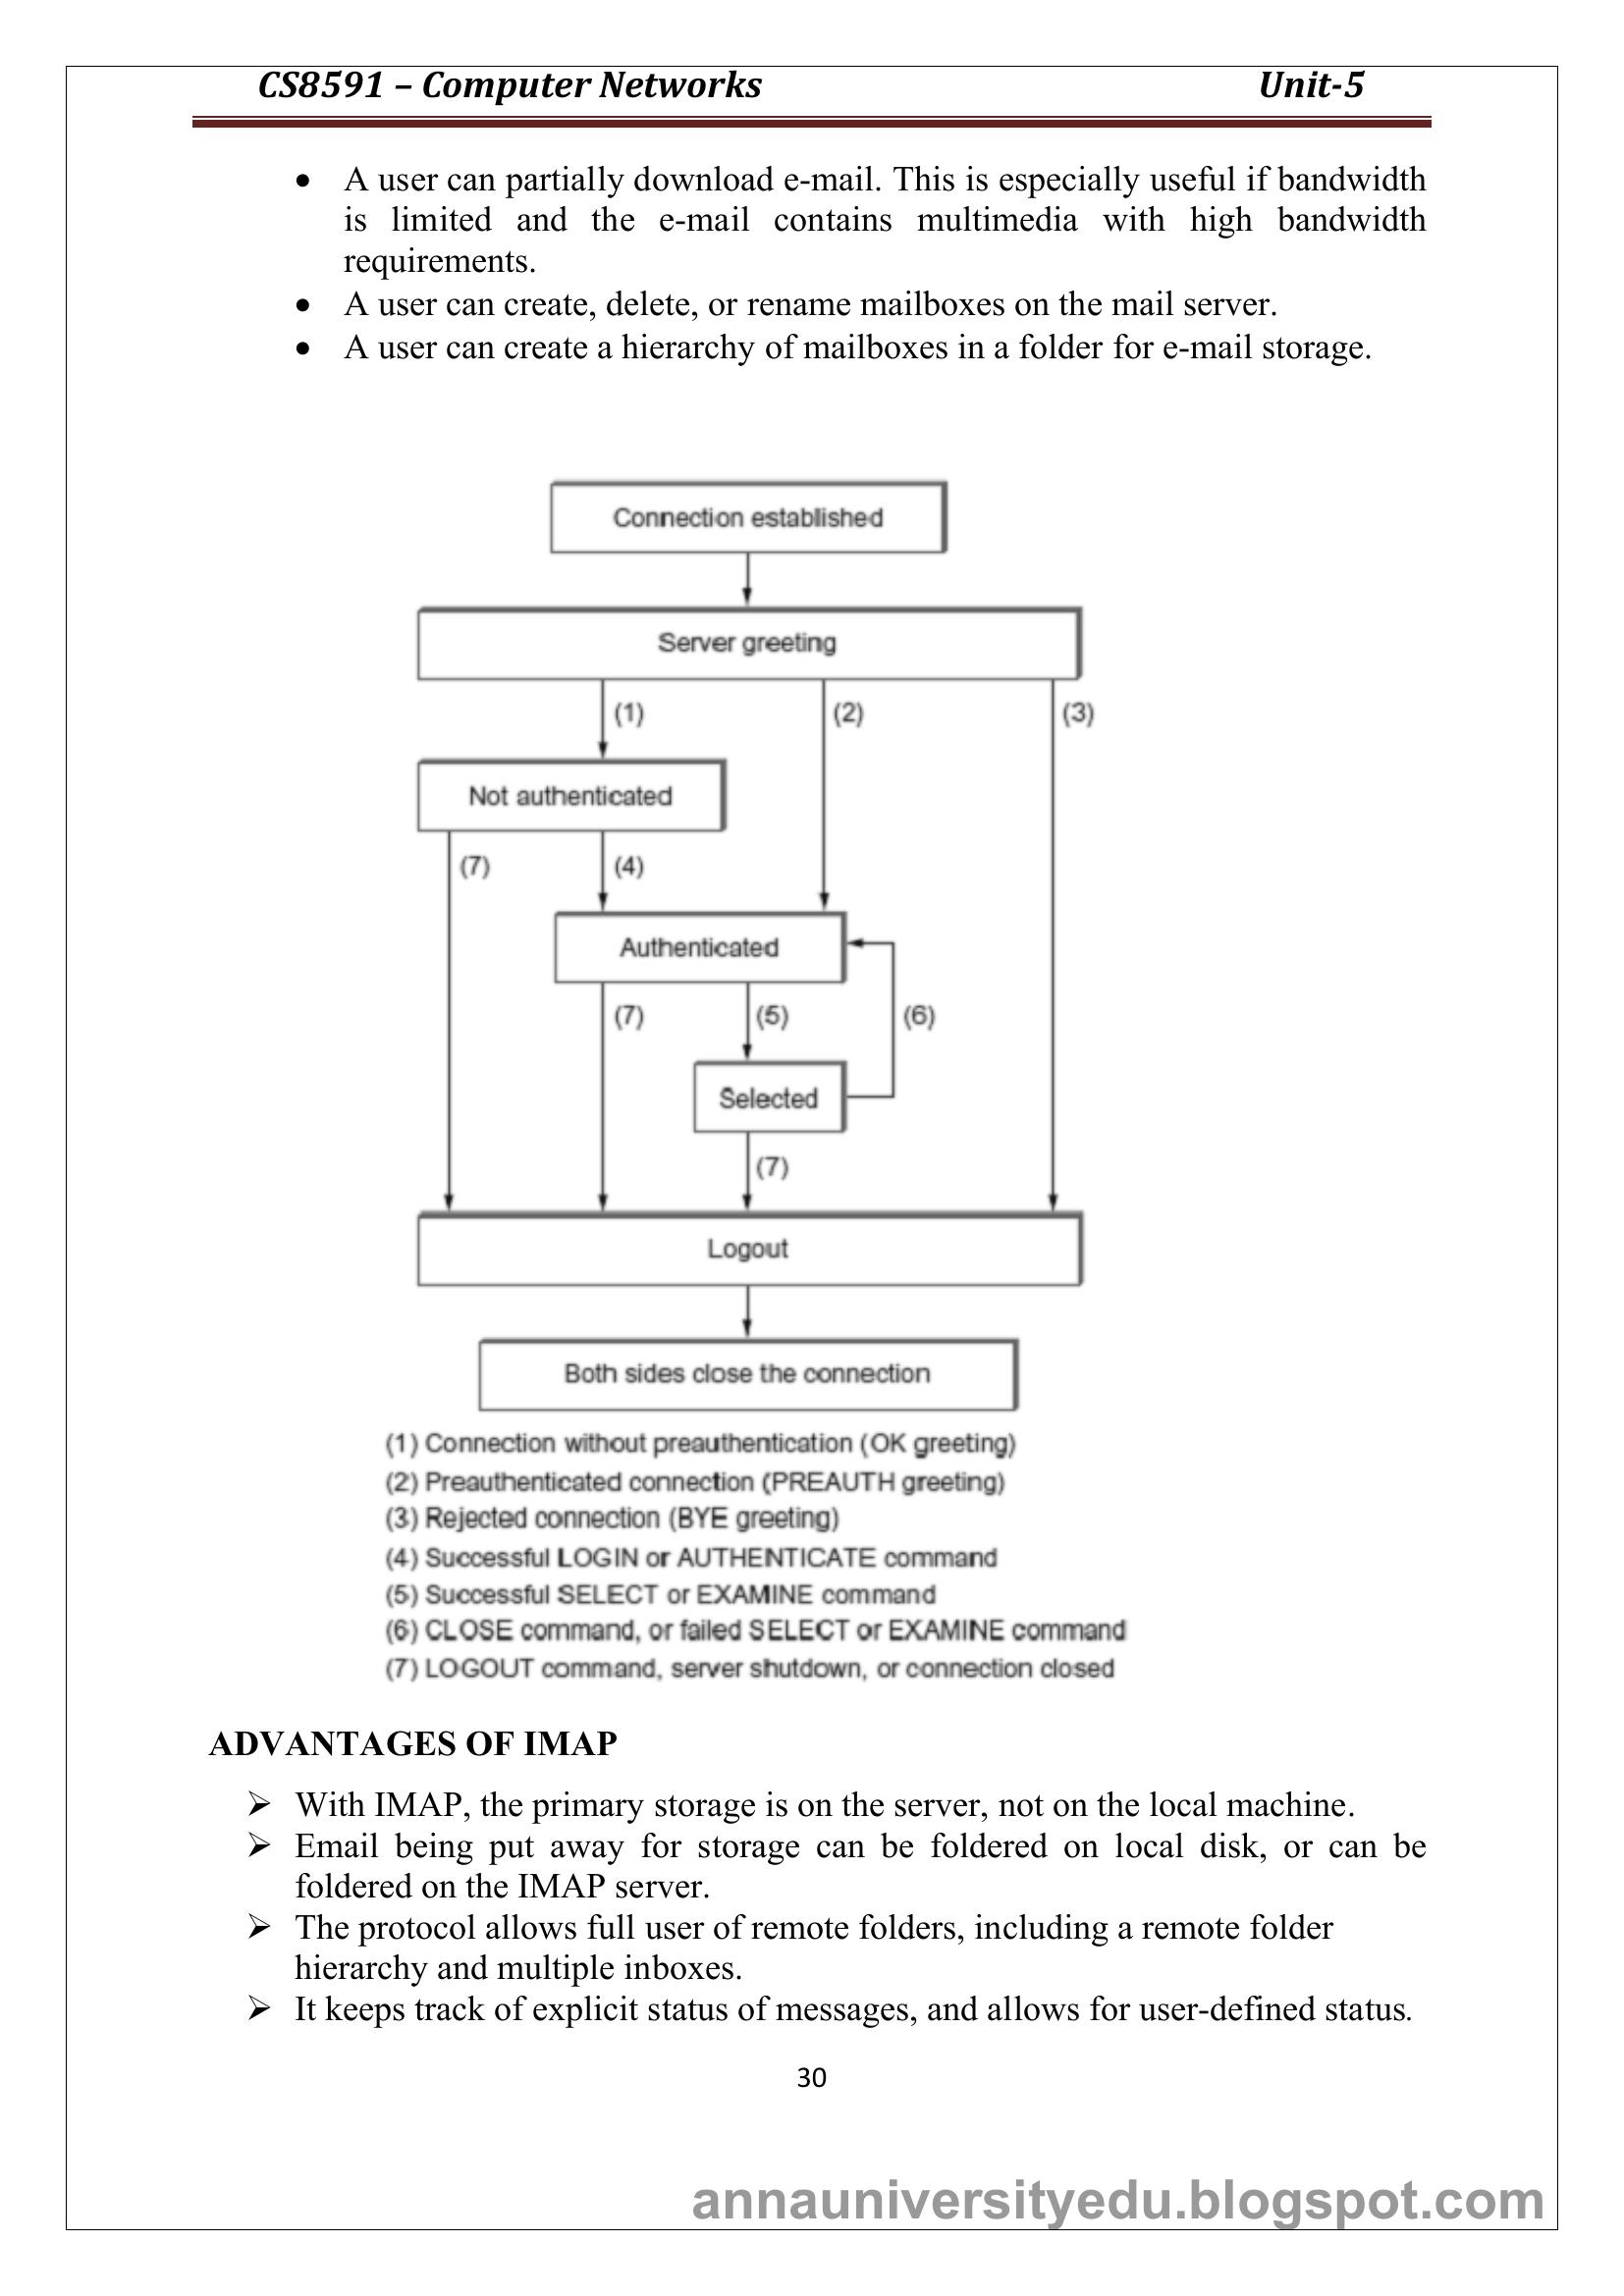 CS8591 – Computer Networks Unit-5
• A user can partially download e-mail. This is especially useful if bandwidth
is limited and the e-mail contains multimedia with high bandwidth
requirements.
• A user can create, delete, or rename mailboxes on the mail server.
• A user can create a hierarchy of mailboxes in a folder for e-mail storage.
Connection established
Server greeting
(1) (2) (3)
Not authenticated
(7) (4)
Authenticated
(7) (5) (6)
Selected
(7)
Logout
Both sides close the connection
(1) Connection without preauthentication (OK greeting)
(2) Preauthenticated connection (PREAUTH greeting)
(3) Rejected connection (BYE greeting)
(4) Successful LOGIN or AUTHENTICATE command
(5) Successful SELECT or EXAMINE command
(6) CLOSE command, or failed SELECT or EXAMINE command
(7) LOGOUT command, server shutdown, or connection closed
ADVANTAGES OF IMAP
➢ With IMAP, the primary storage is on the server, not on the local machine.
➢ Email being put away for storage can be foldered on local disk, or can be
foldered on the IMAP server.
➢ The protocol allows full user of remote folders, including a remote folder
hierarchy and multiple inboxes.
➢ It keeps track of explicit status of messages, and allows for user-defined status.
30
annauniversityedu.blogspot.com